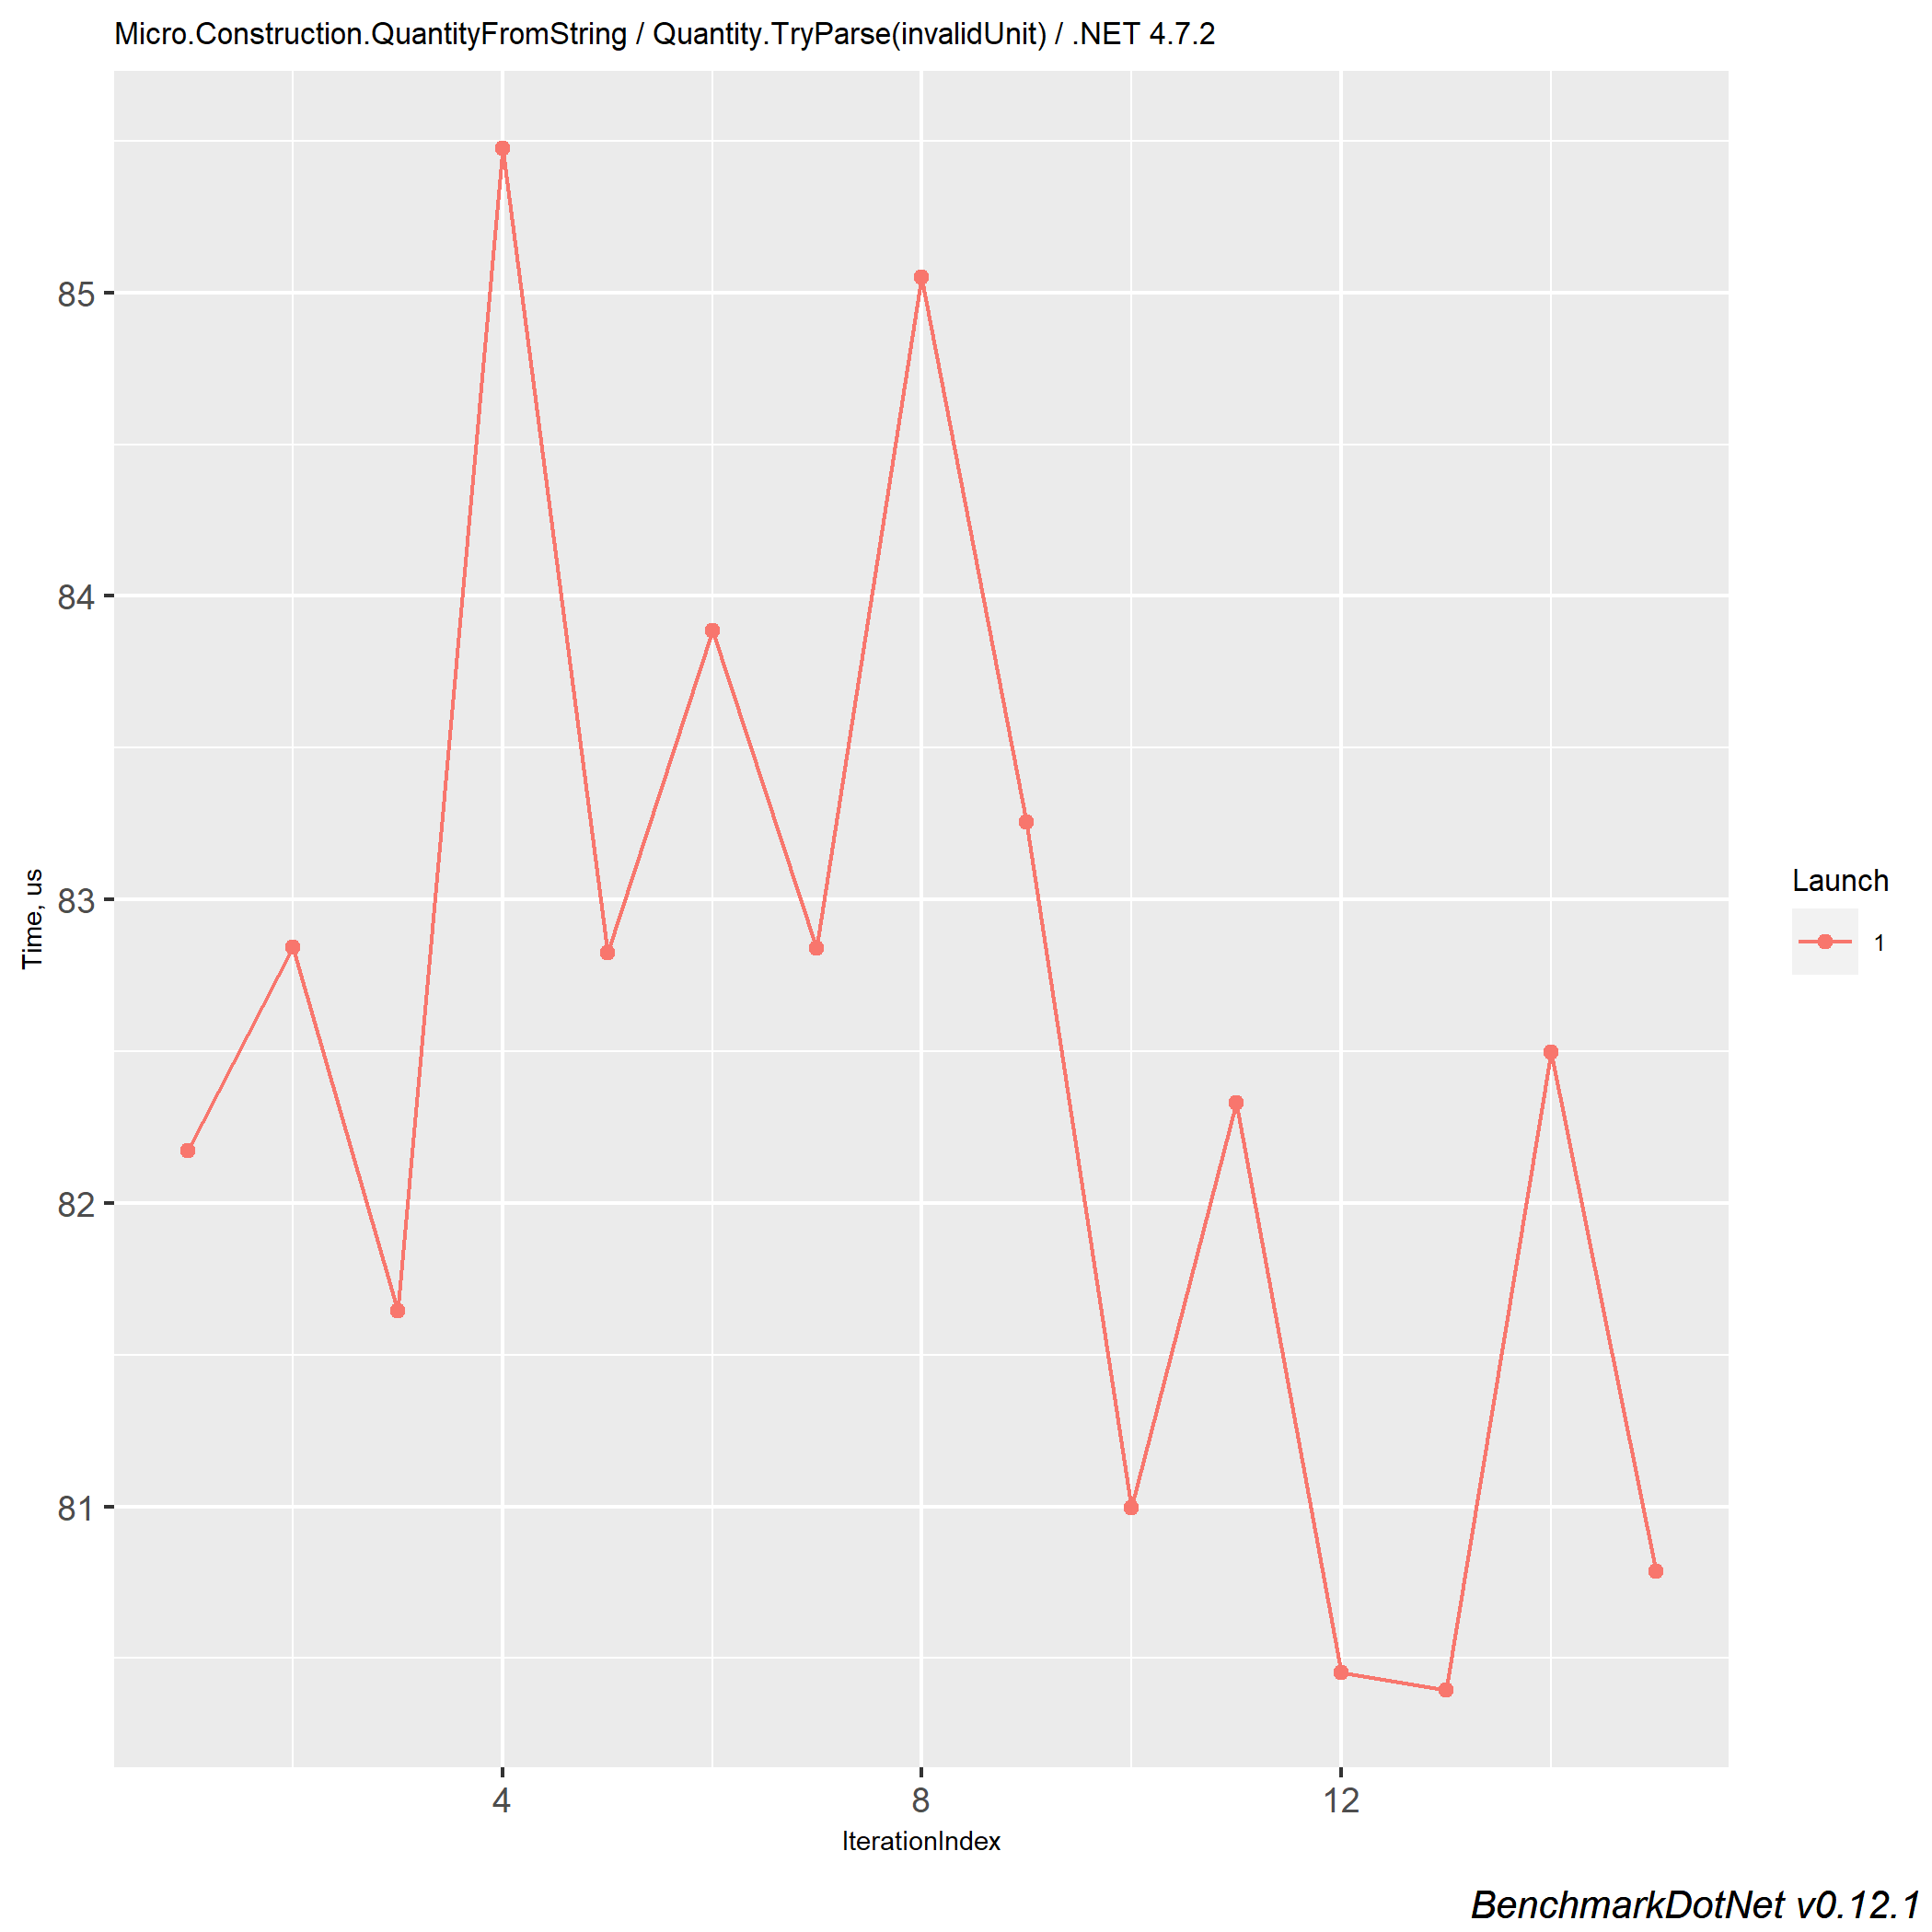 Micro.Construction.QuantityFromString / Quantity.TryParse(invalidUnit) / .NET 4.7.2
85
84
83
82
81
Time, us
4
8
12
IterationIndex
Launch
1
BenchmarkDotNet v0.12.1